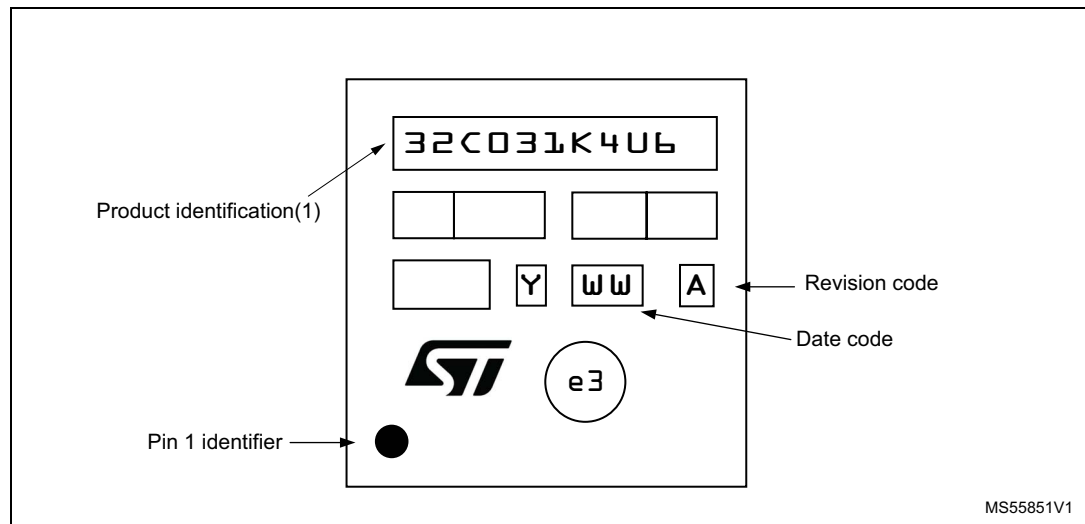 32C031K4U6
Product identification(1)
Y WW A
Revision code
Date code
ST
e3
Pin 1 identifier
MS55851V1